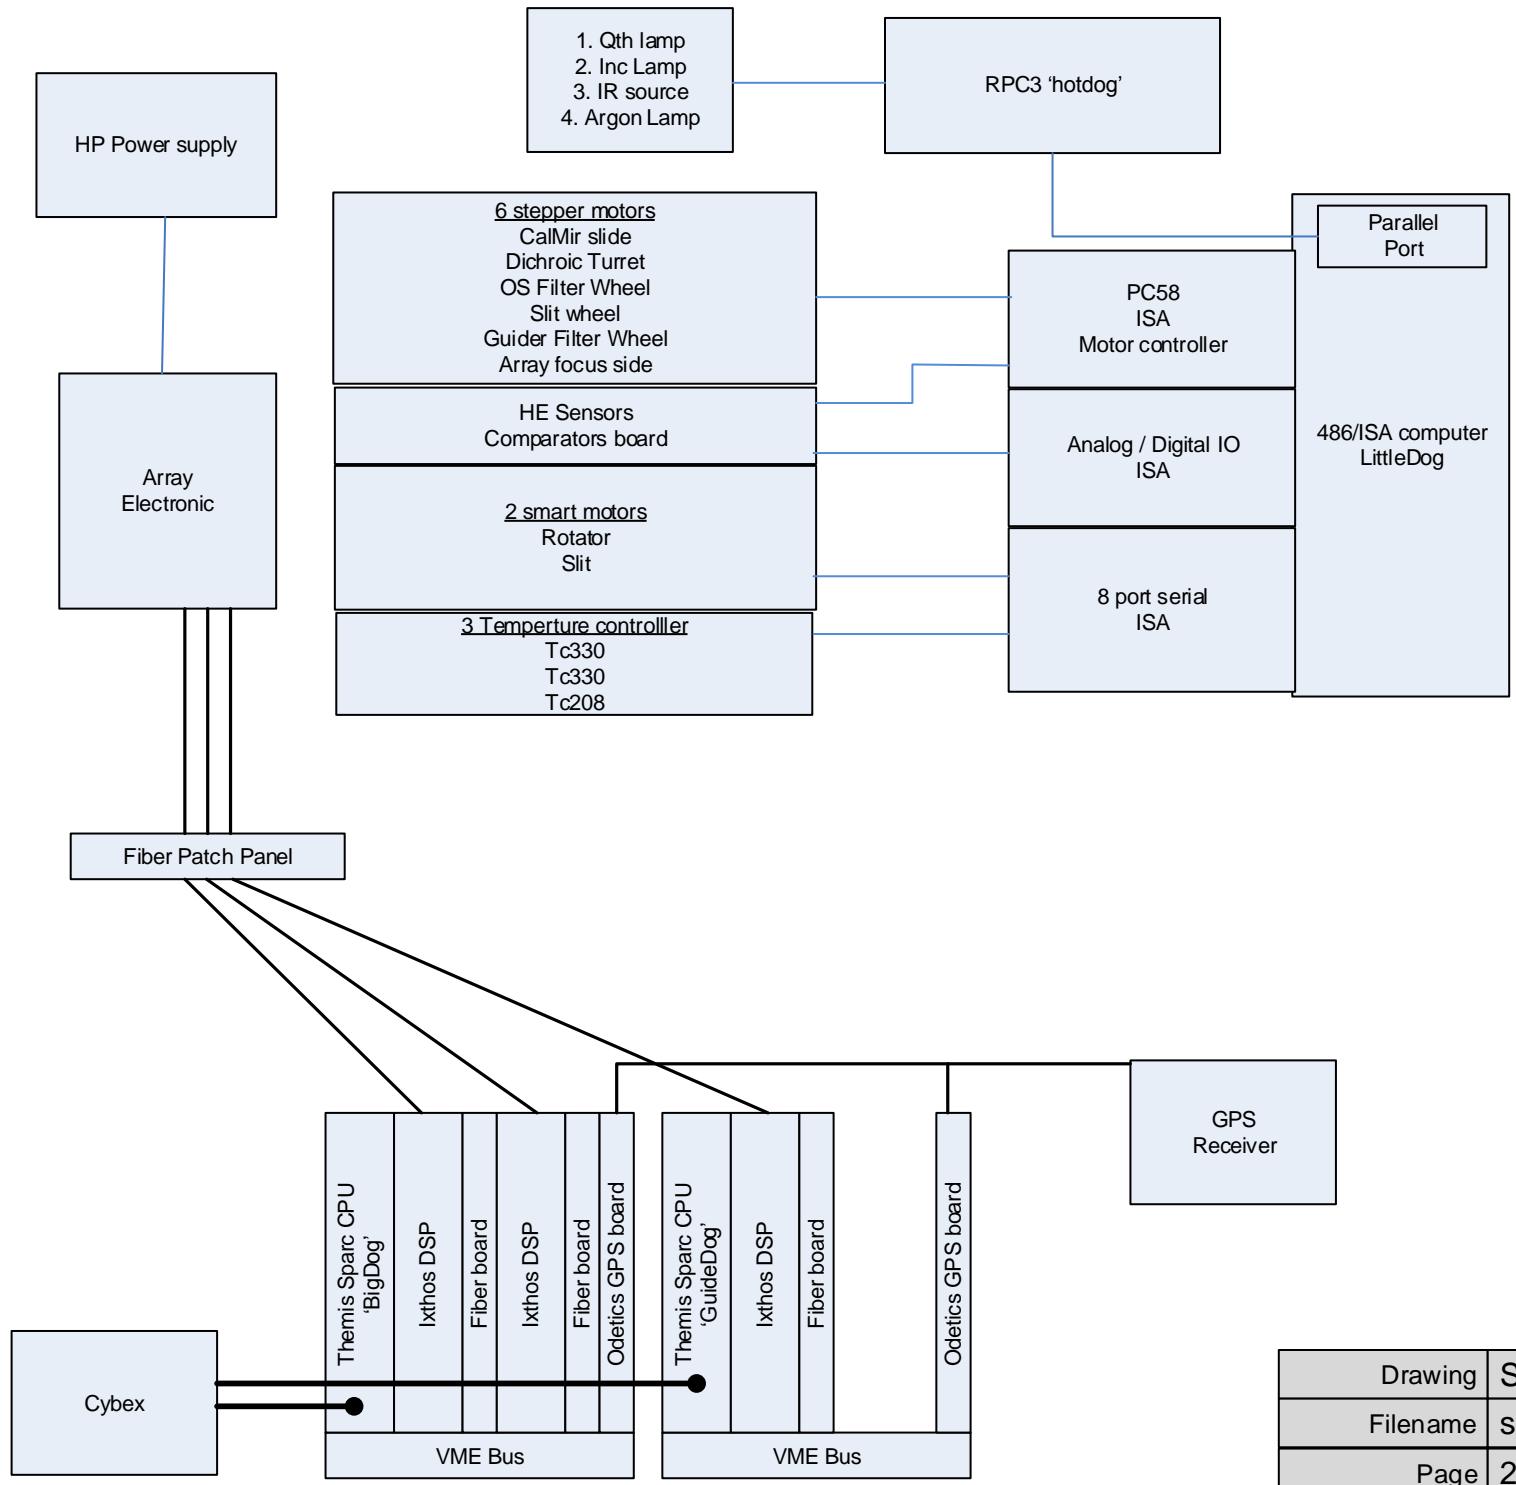 1. Qth lamp
2. Inc Lamp
3. IR source
4. Argon Lamp
RPC3 ‘hotdog’
HP Power supply
6 stepper motors
CalMir slide
Dichroic Turret
OS Filter Wheel
Slit wheel
Guider Filter Wheel
Array focus side
Parallel
Port
PC58
ISA
Motor controller
HE Sensors
Comparators board
Analog / Digital IO
ISA
486/ISA computer
LittleDog
Array
Electronic
2 smart motors
Rotator
Slit
8 port serial
ISA
3 Temperture controlller
Tc330
Tc330
Tc208
Fiber Patch Panel
GPS
Receiver
Themis Sparc CPU
‘BigDog’
Ixthos DSP
Fiber board
Ixthos DSP
Fiber board
Odetics GPS board
Themis Sparc CPU
‘GuideDog’
Ixthos DSP
Fiber board
Odetics GPS board
Cybex
VME Bus
VME Bus
Drawing
Filename
Page 2